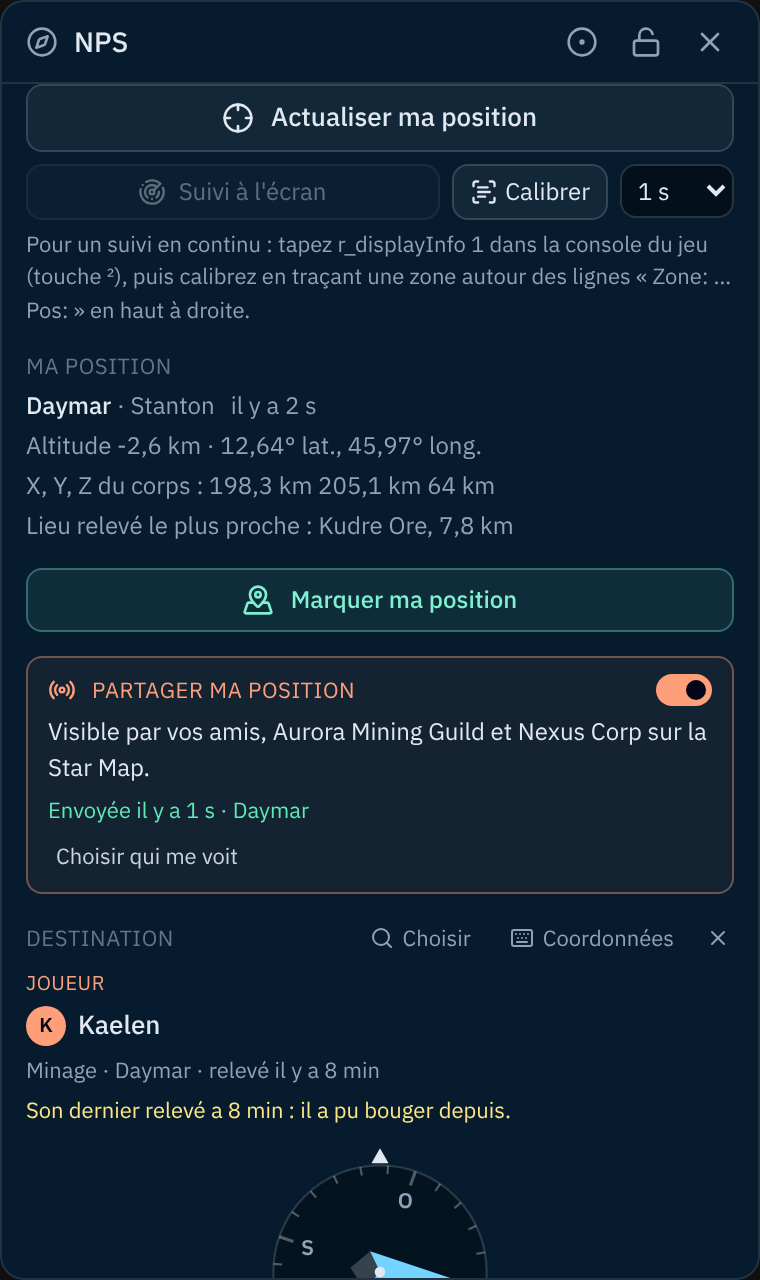 NPS
Actualiser ma position
Suivi à l'écran
Calibrer
1 s
Pour un suivi en continu : tapez r_displayInfo 1 dans la console du jeu
(touche ²), puis calibrez en traçant une zone autour des lignes « Zone: ...
Pos: » en haut à droite.
MA POSITION
Daymar · Stanton il y a 2 s
Altitude -2,6 km · 12,64° lat., 45,97° long.
X, Y, Z du corps : 198,3 km 205,1 km 64 km
Lieu relevé le plus proche : Kudre Ore, 7,8 km
Marquer ma position
PARTAGER MA POSITION
Visible par vos amis, Aurora Mining Guild et Nexus Corp sur la
Star Map.
Envoyée il y a 1 s · Daymar
Choisir qui me voit
DESTINATION
Choisir
Coordonnées
JOUEUR
K
Kaelen
Minage · Daymar · relevé il y a 8 min
Son dernier relevé a 8 min : il a pu bouger depuis.
O
S